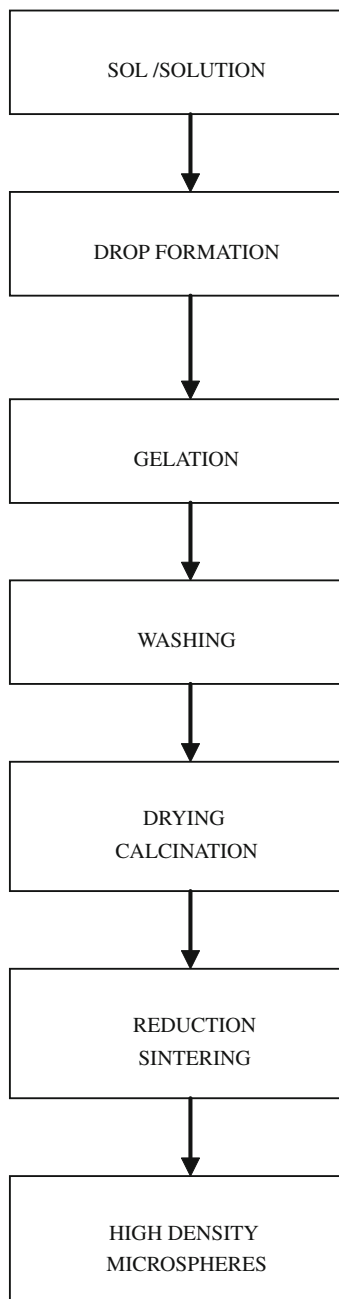 SOL /SOLUTION
DROP FORMATION
GELATION
WASHING
DRYING
CALCINATION
REDUCTION
SINTERING
HIGH DENSITY
MICROSPHERES